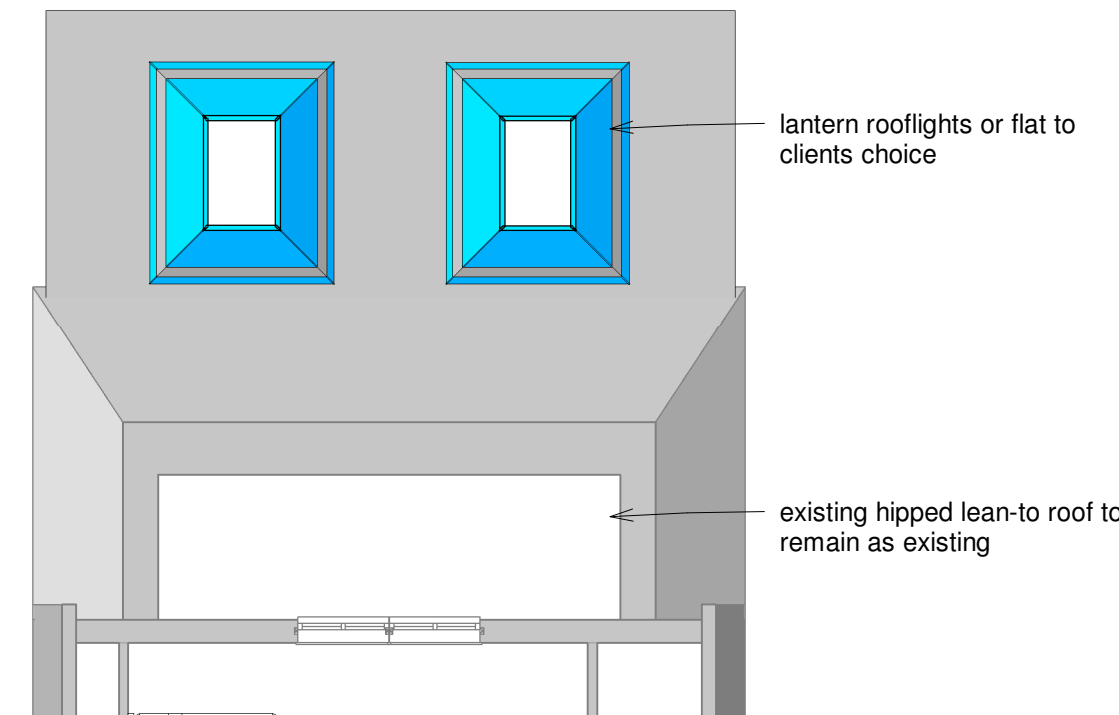 lantern rooflights or flat to
clients choice
existing hipped lean-to roof to
remain as existing